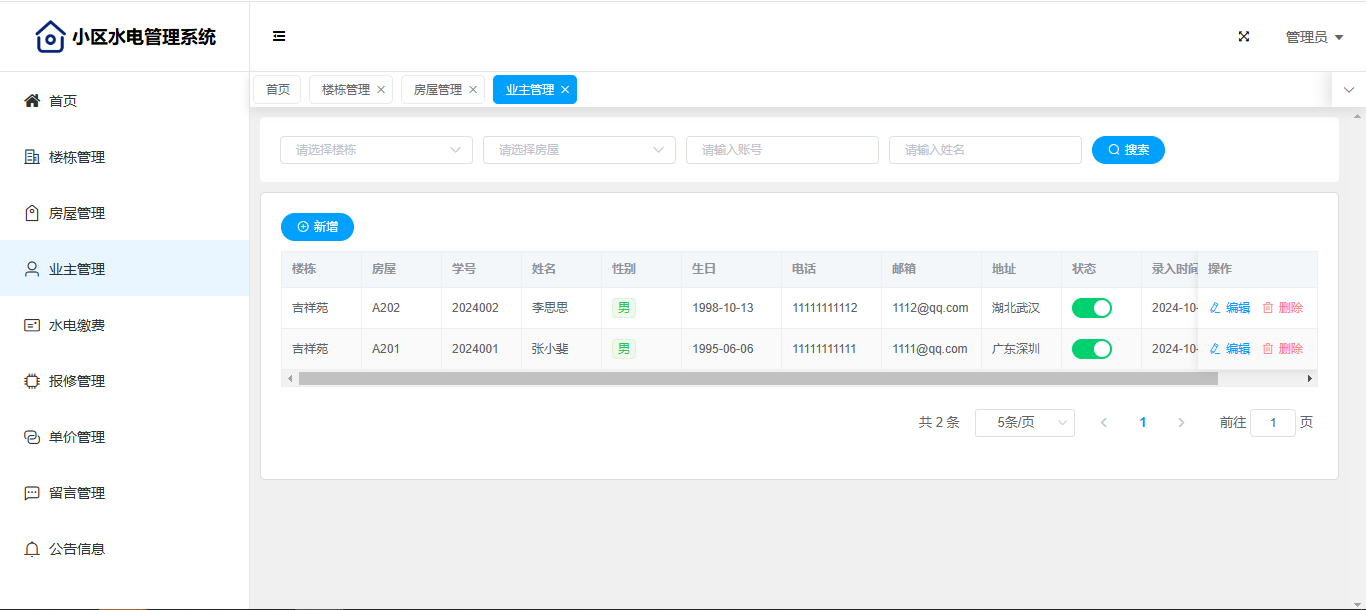 小区水电管理系统
管理员
首页
楼栋管理
房屋管理
业主管理
水电缴费
报修管理
单价管理
留言管理
公告信息
首页 楼栋管理 房屋管理 业主管理
请选择楼栋 请选择房屋 请输入账号 请输入姓名 搜索
新增
楼栋 房屋 学号 姓名 性别 生日 电话 邮箱 地址 状态 录入时间 操作
吉祥苑 A202 2024002 李思思 男 1998-10-13 11111111112 1112@qq.com 湖北武汉 2024-10- 编辑 删除
吉祥苑 A201 2024001 张小斐 男 1995-06-06 11111111111 1111@qq.com 广东深圳 2024-10- 编辑 删除
共 2 条 5条/页 1 前往 1 页